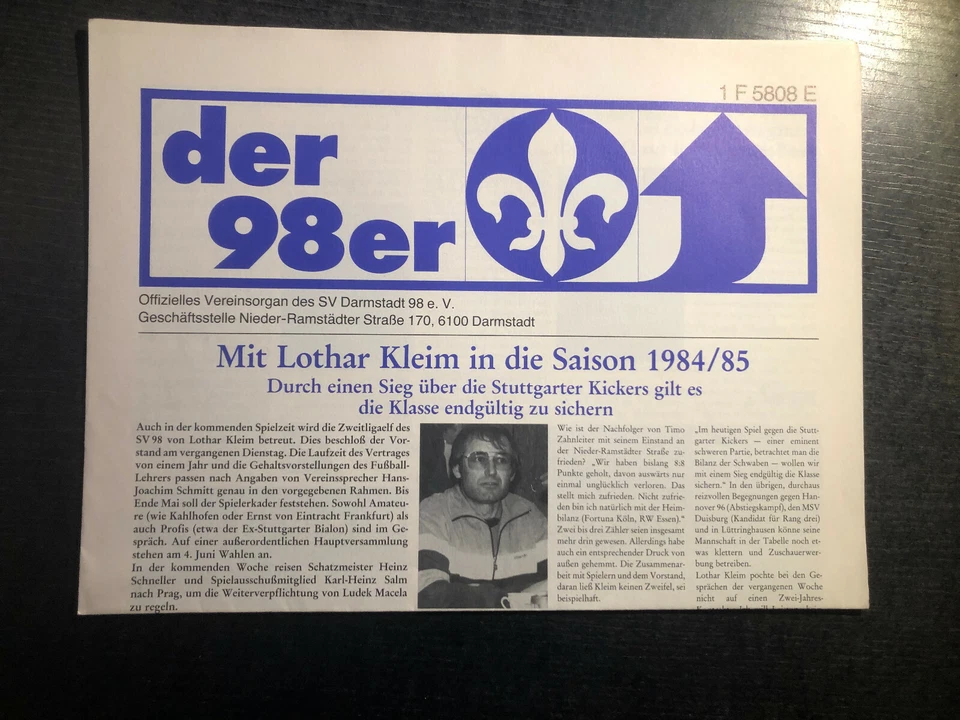 1 F 5808 E
der
98er
Offizielles Vereinsorgan des SV Darmstadt 98 e. V.
Geschäftsstelle Nieder-Ramstädter Straße 170, 6100 Darmstadt
Mit Lothar Kleim in die Saison 1984/85
Durch einen Sieg über die Stuttgarter Kickers gilt es
die Klasse endgültig zu sichern
Auch in der kommenden Spielzeit wird die Zweitligaelf des
SV 98 von Lothar Kleim betreut. Dies beschloß der Vor-
stand am vergangenen Dienstag. Die Laufzeit des Vertrages
von einem Jahr und die Gehaltsvorstellungen des Fußball-
Lehrers passen nach Angaben von Vereinssprecher Hans-
Joachim Schmitt genau in den vorgegebenen Rahmen. Bis
Ende Mai soll der Spielerkader feststehen. Sowohl Amateu-
re (wie Kahlhofen oder Ernst von Eintracht Frankfurt) als
auch Profis (etwa der Ex-Stuttgarter Bialon) sind im Ge-
spräch. Auf einer außerordentlichen Hauptversammlung
stehen am 4. Juni Wahlen an.
In der kommenden Woche reisen Schatzmeister Heinz
Schneller und Spielausschußmitglied Karl-Heinz Salm
nach Prag, um die Weiterverpflichtung von Ludek Macela
zu regeln.
Wie ist der Nachfolger von Timo
Zahnleiter mit seinem Einstand an
der Nieder-Ramstädter Straße zu-
frieden? „Wir haben bislang 8:8
Punkte geholt, davon auswärts nur
einmal unglücklich verloren. Das
stellt mich zufrieden. Nicht zufrie-
den bin ich natürlich mit der Heim-
bilanz (Fortuna Köln, RW Essen).“
Zwei bis drei Zähler seien insgesamt
mehr drin gewesen. Allerdings habe
auch ein entsprechender Druck von
außen gehemmt. Die Zusammenar-
beit mit Spielern und dem Vorstand,
daran ließ Kleim keinen Zweifel, sei
beispielhaft.
„Im heutigen Spiel gegen die Stutt-
garter Kickers — einer eminent
schweren Partie, betrachtet man die
Bilanz der Schwaben — wollen wir
mit einem Sieg endgültig die Klasse
sichern.“ In den übrigen, durchaus
reizvollen Begegnungen gegen Han-
nover 96 (Abstiegskampf), den MSV
Duisburg (Kandidat für Rang drei)
und in Lüttringhausen könne seine
Mannschaft in der Tabelle noch et-
was klettern und Zuschauerwer-
bung betreiben.
Lothar Kleim pochte bei den Ge-
sprächen der vergangenen Woche
nicht auf einen Zwei-Jahres-